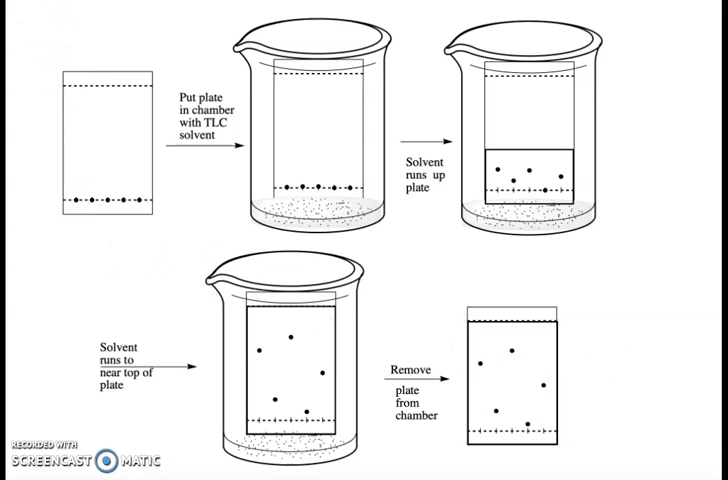 Put plate
in chamber
with TLC
solvent
Solvent
runs up
plate
Solvent
runs to
near top of
plate
Remove
plate
from
chamber
RECORDED WITH
SCREENCAST MATIC